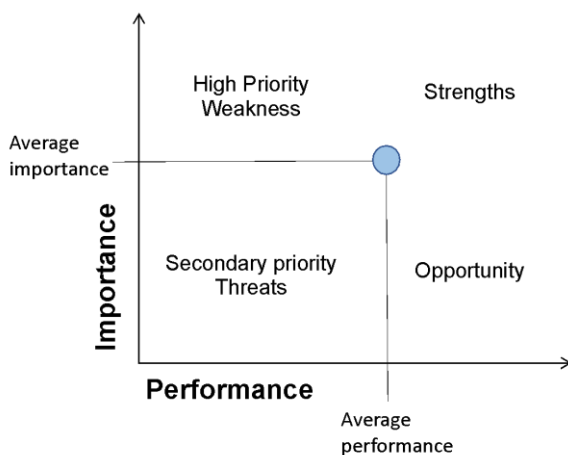 High Priority
Weakness
Strengths
Average
importance
Importance
Secondary priority
Threats
Opportunity
Performance
Average
performance